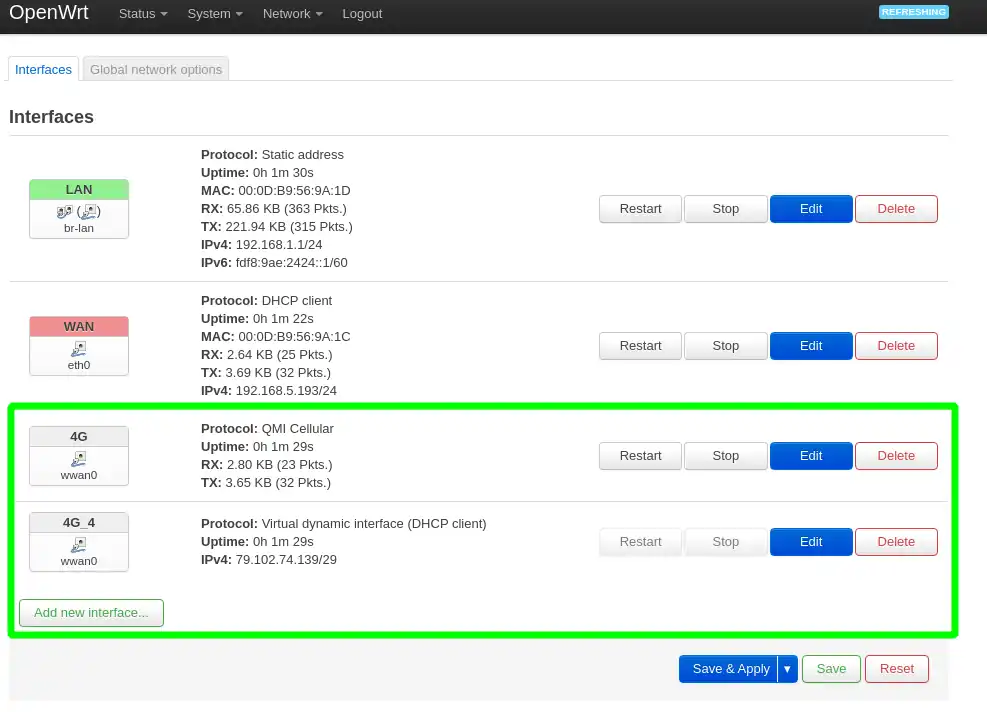 OpenWrt Status System Network Logout REFRESHING
Interfaces Global network options
Interfaces
LAN
br-lan
Protocol: Static address
Uptime: 0h 1m 30s
MAC: 00:0D:B9:56:9A:1D
RX: 65.86 KB (363 Pkts.)
TX: 221.94 KB (315 Pkts.)
IPv4: 192.168.1.1/24
IPv6: fdf8:9ae:2424::1/60
Restart Stop Edit Delete
WAN
eth0
Protocol: DHCP client
Uptime: 0h 1m 22s
MAC: 00:0D:B9:56:9A:1C
RX: 2.64 KB (25 Pkts.)
TX: 3.69 KB (32 Pkts.)
IPv4: 192.168.5.193/24
Restart Stop Edit Delete
4G
wwan0
Protocol: QMI Cellular
Uptime: 0h 1m 29s
RX: 2.80 KB (23 Pkts.)
TX: 3.65 KB (32 Pkts.)
Restart Stop Edit Delete
4G_4
wwan0
Protocol: Virtual dynamic interface (DHCP client)
Uptime: 0h 1m 29s
IPv4: 79.102.74.139/29
Restart Stop Edit Delete
Add new interface...
Save & Apply Save Reset